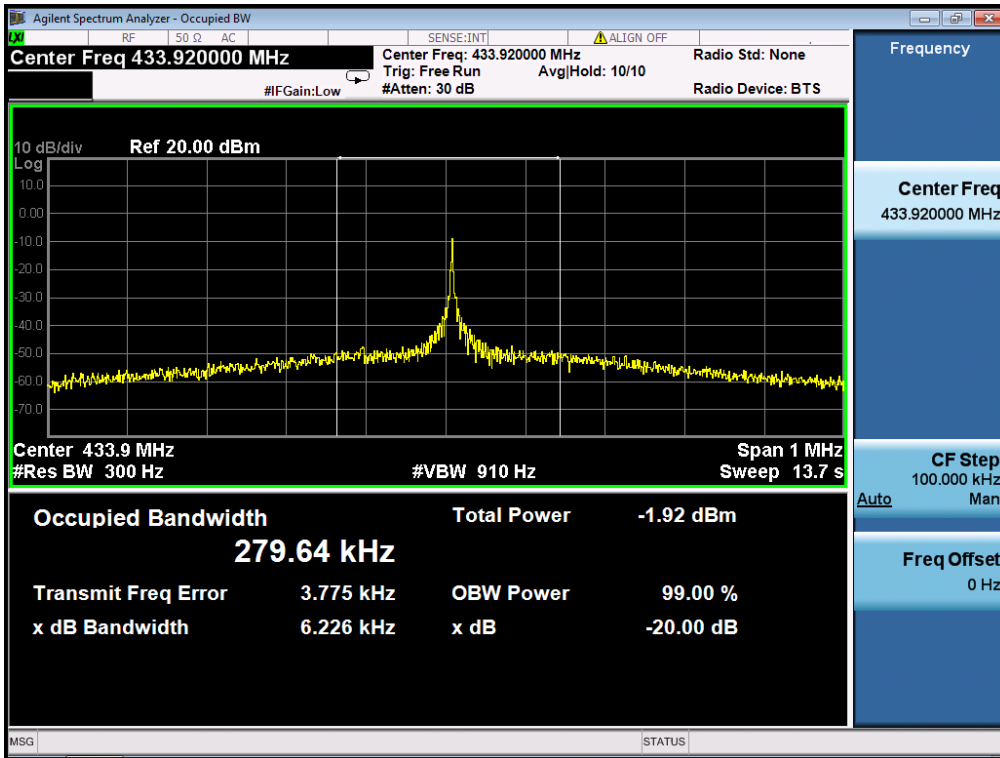 Agilent Spectrum Analyzer - Occupied BW
LXI RF 50 Ω AC SENSE:INT ALIGN OFF
Center Freq 433.920000 MHz
Center Freq: 433.920000 MHz Radio Std: None
Trig: Free Run Avg|Hold: 10/10
#IFGain:Low #Atten: 30 dB Radio Device: BTS
10 dB/div Ref 20.00 dBm
Log
10.0
0.00
-10.0
-20.0
-30.0
-40.0
-50.0
-60.0
-70.0
Center 433.9 MHz Span 1 MHz
#Res BW 300 Hz #VBW 910 Hz Sweep 13.7 s
Occupied Bandwidth Total Power -1.92 dBm
279.64 kHz
Transmit Freq Error 3.775 kHz OBW Power 99.00 %
x dB Bandwidth 6.226 kHz x dB -20.00 dB
MSG STATUS
Frequency
Center Freq
433.920000 MHz
CF Step
100.000 kHz
Auto Man
Freq Offset
0 Hz